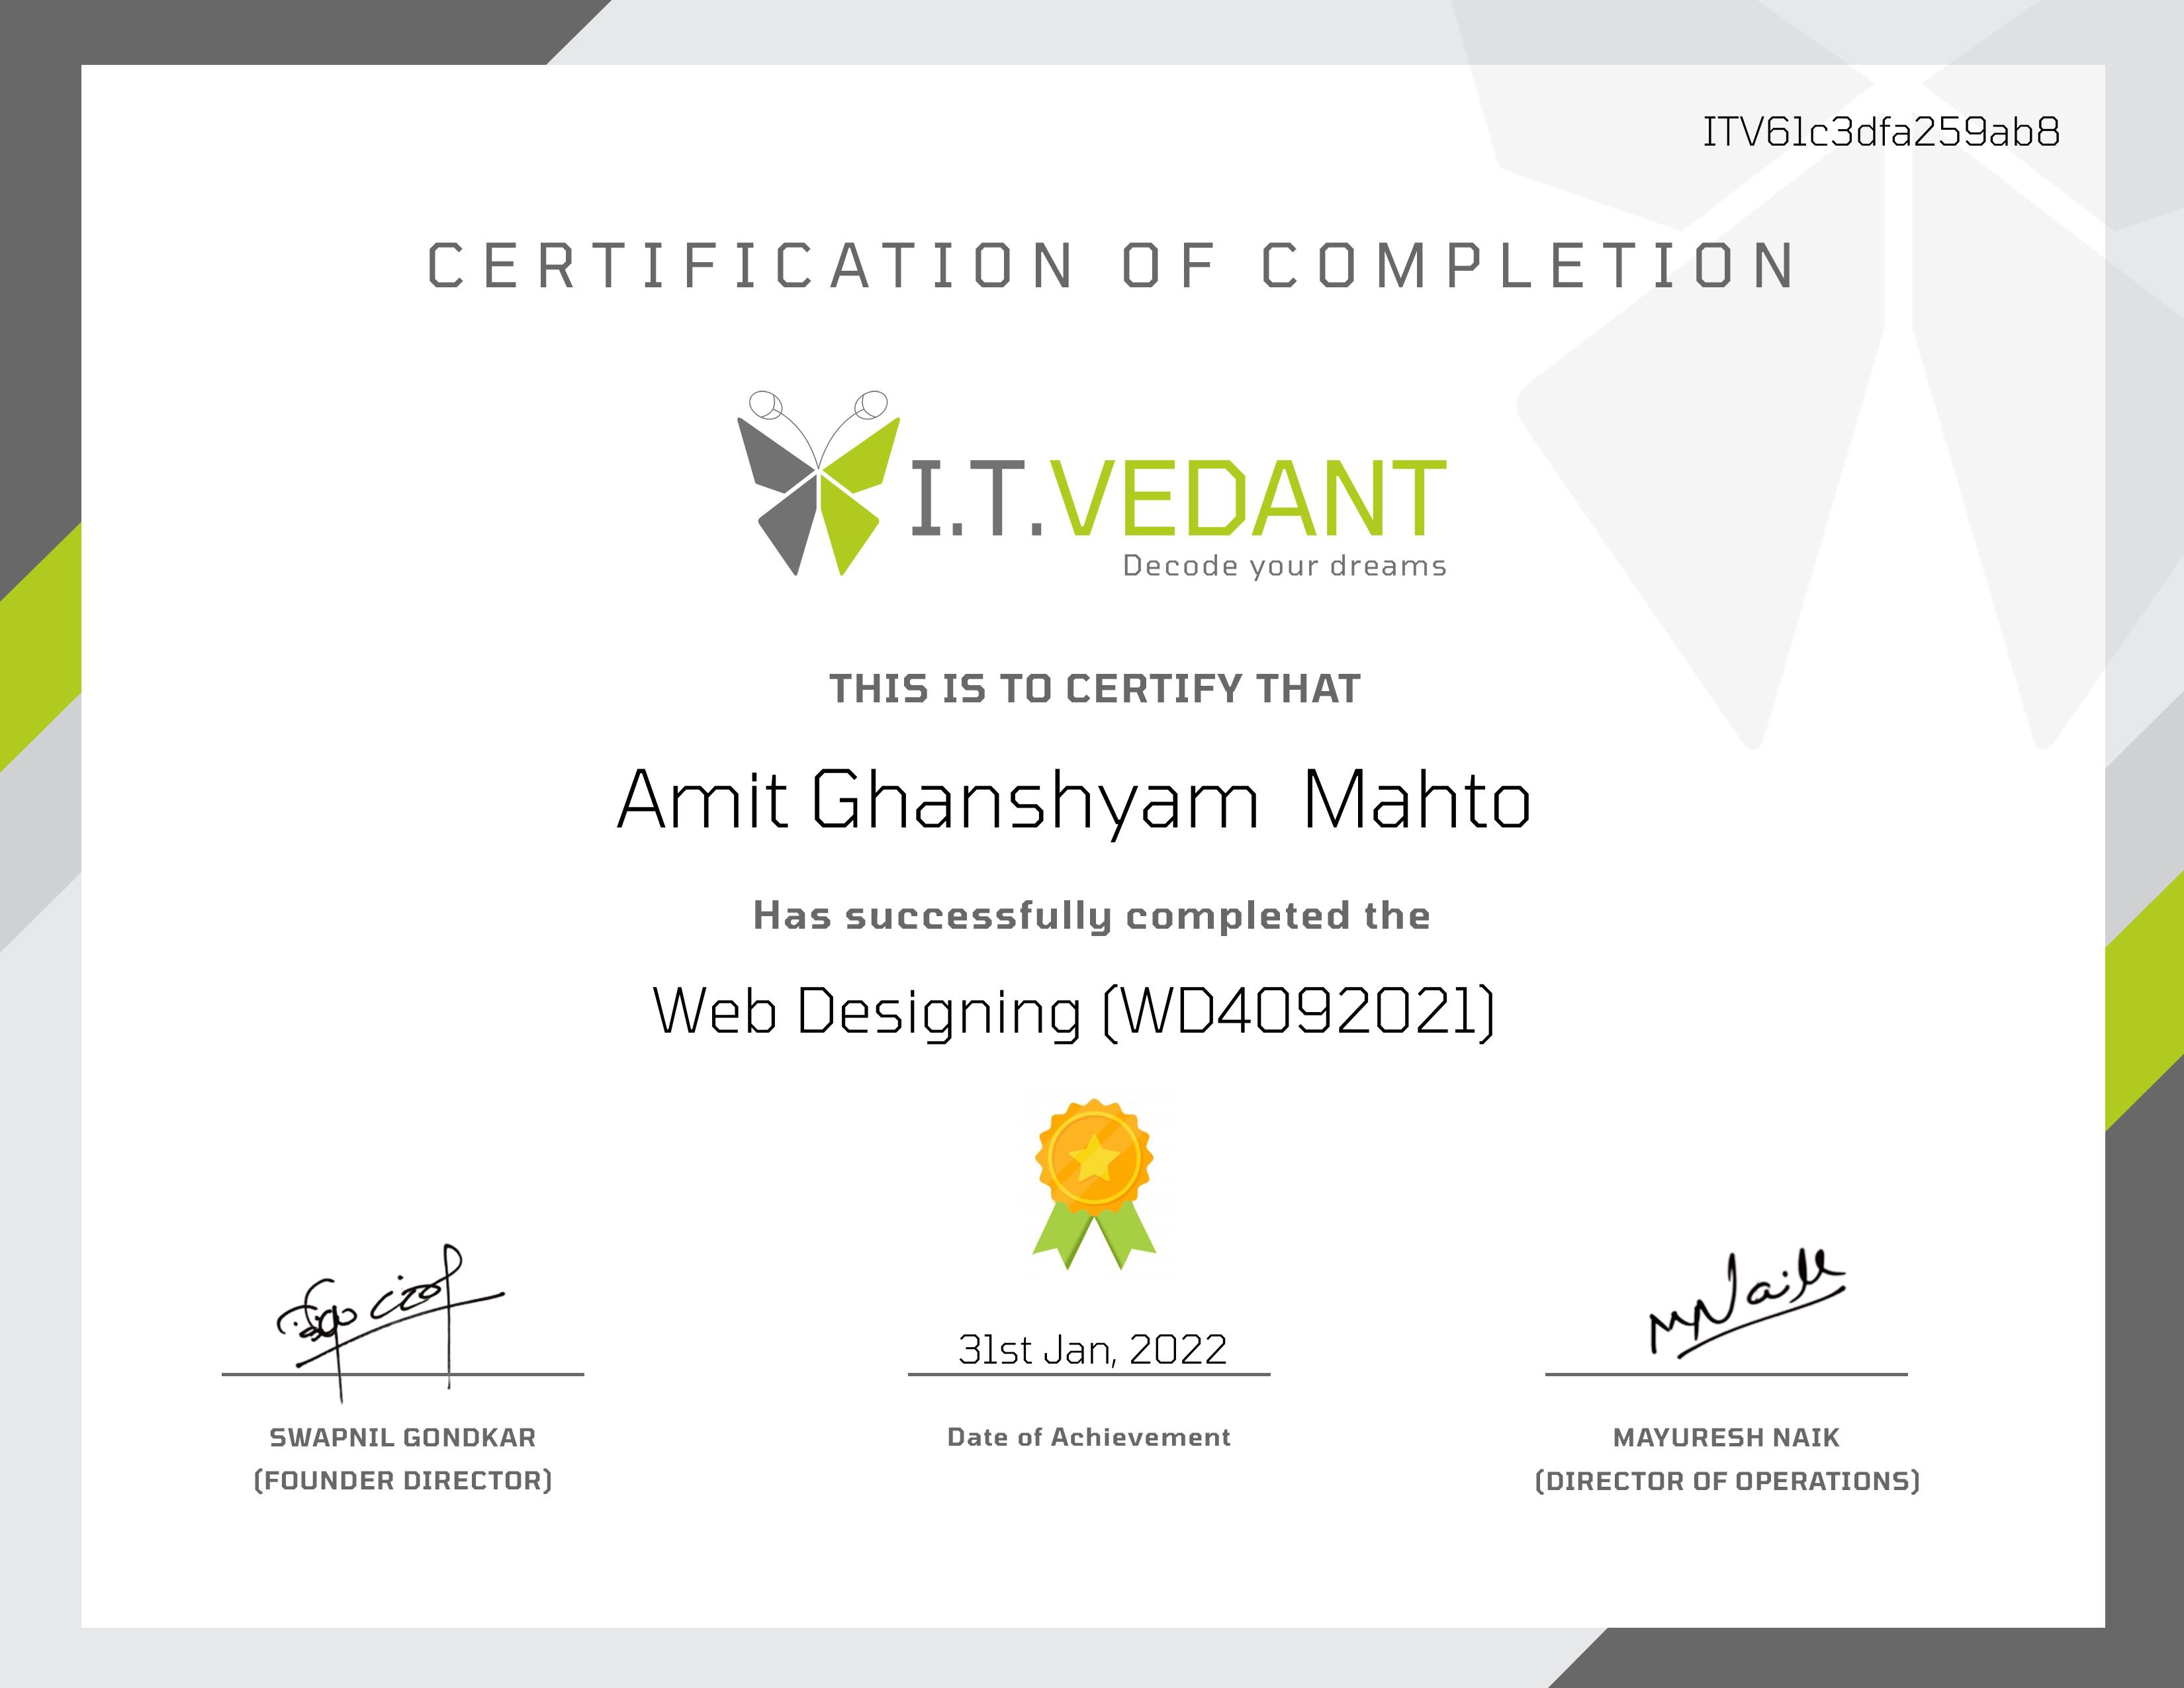 ITV61c3dfa259ab8
CERTIFICATION OF COMPLETION
I.T.VEDANT
Decode your dreams
THIS IS TO CERTIFY THAT
Amit Ghanshyam  Mahto
Has successfully completed the
Web Designing (WD4092021)
31st Jan, 2022
SWAPNIL GONDKAR
(FOUNDER DIRECTOR)
Date of Achievement
MAYURESH NAIK
(DIRECTOR OF OPERATIONS)